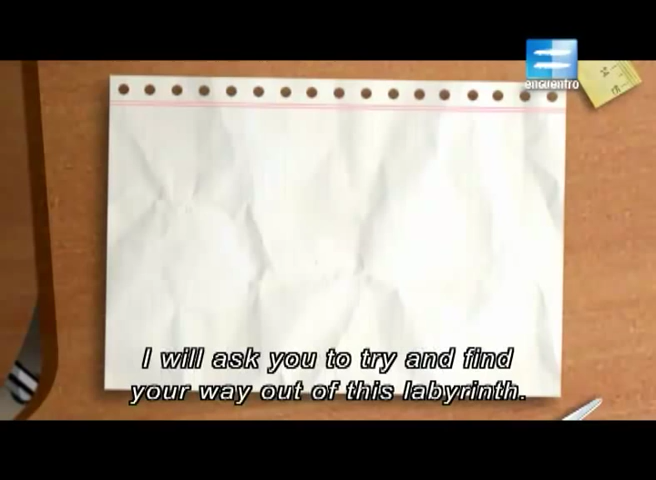 encuentro
I will ask you to try and find
your way out of this labyrinth.